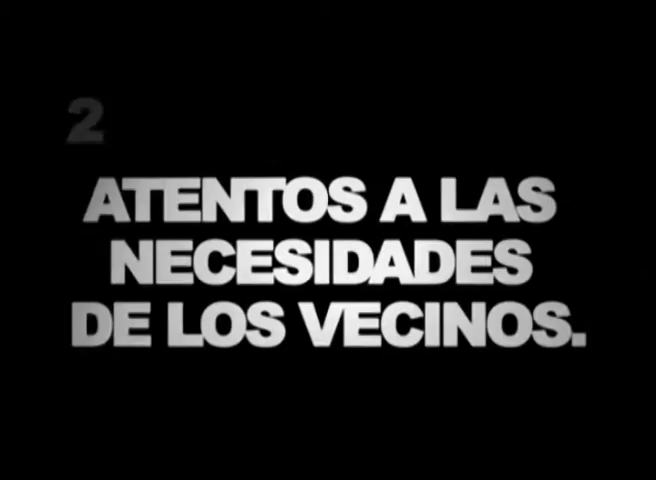 2
ATENTOS A LAS
NECESIDADES
DE LOS VECINOS.